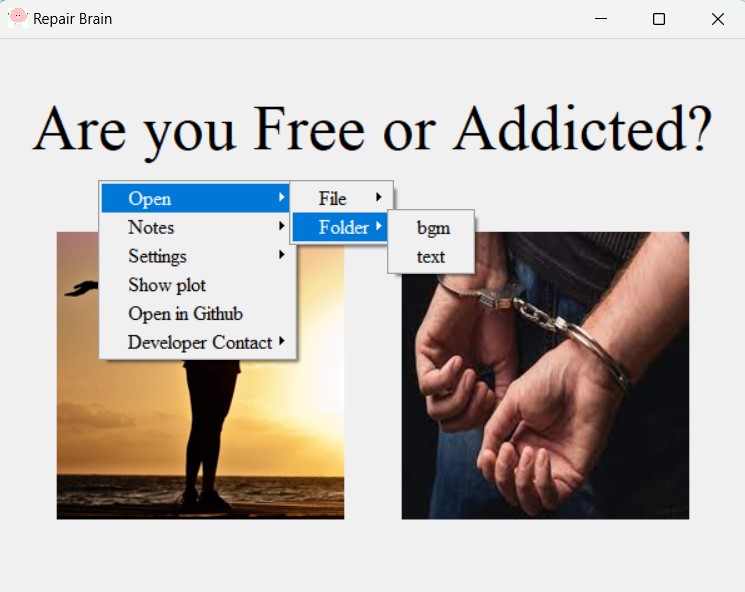 Repair Brain
Are you Free or Addicted?
Open
Notes
Settings
Show plot
Open in Github
Developer Contact
File
Folder
bgm
text